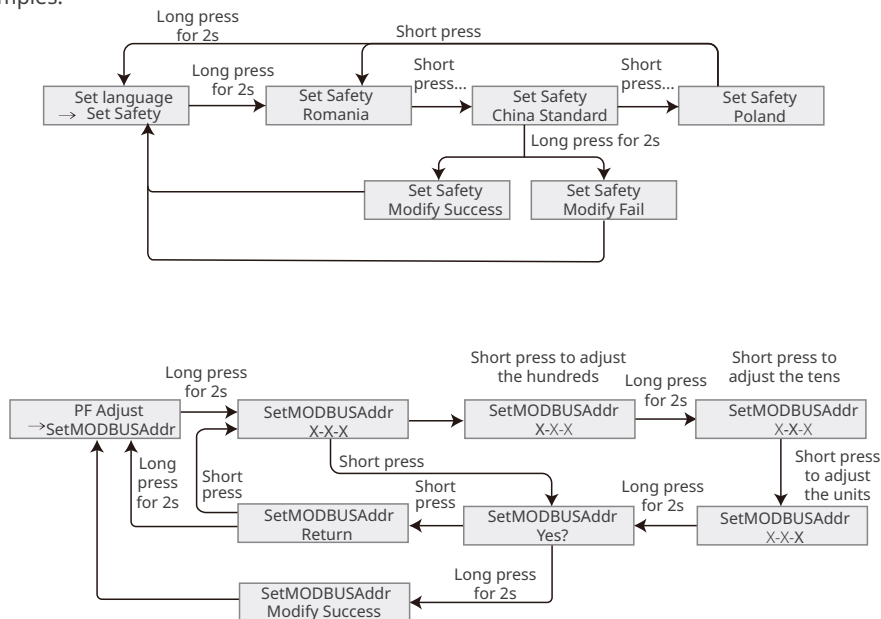 Long press
for 2s
Short press
Long press
for 2s
Short
press...
Short
press...
Set language
→ Set Safety
Set Safety
Romania
Set Safety
China Standard
Set Safety
Poland
Long press for 2s
Set Safety
Modify Success
Set Safety
Modify Fail
Short press to adjust
the hundreds
Short press to
adjust the tens
Long press
for 2s
Long press
for 2s
PF Adjust
→SetMODBUSAddr
SetMODBUSAddr
X-X-X
SetMODBUSAddr
X-X-X
SetMODBUSAddr
X-X-X
Long
press
for 2s
Short
press
Short press
Short press
to adjust
the units
Short
press
Long press
for 2s
SetMODBUSAddr
Return
SetMODBUSAddr
Yes?
SetMODBUSAddr
X-X-X
Long press
for 2s
SetMODBUSAddr
Modify Success